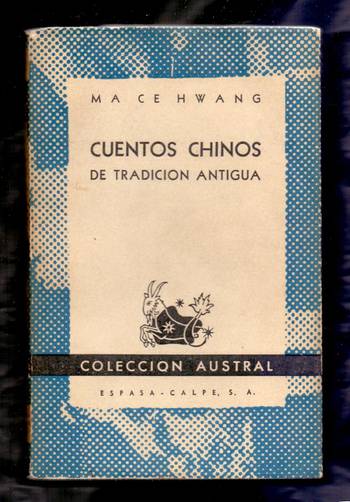 MA CE HWANG
CUENTOS CHINOS
DE TRADICION ANTIGUA
COLECCION AUSTRAL
ESPASA-CALPE, S. A.